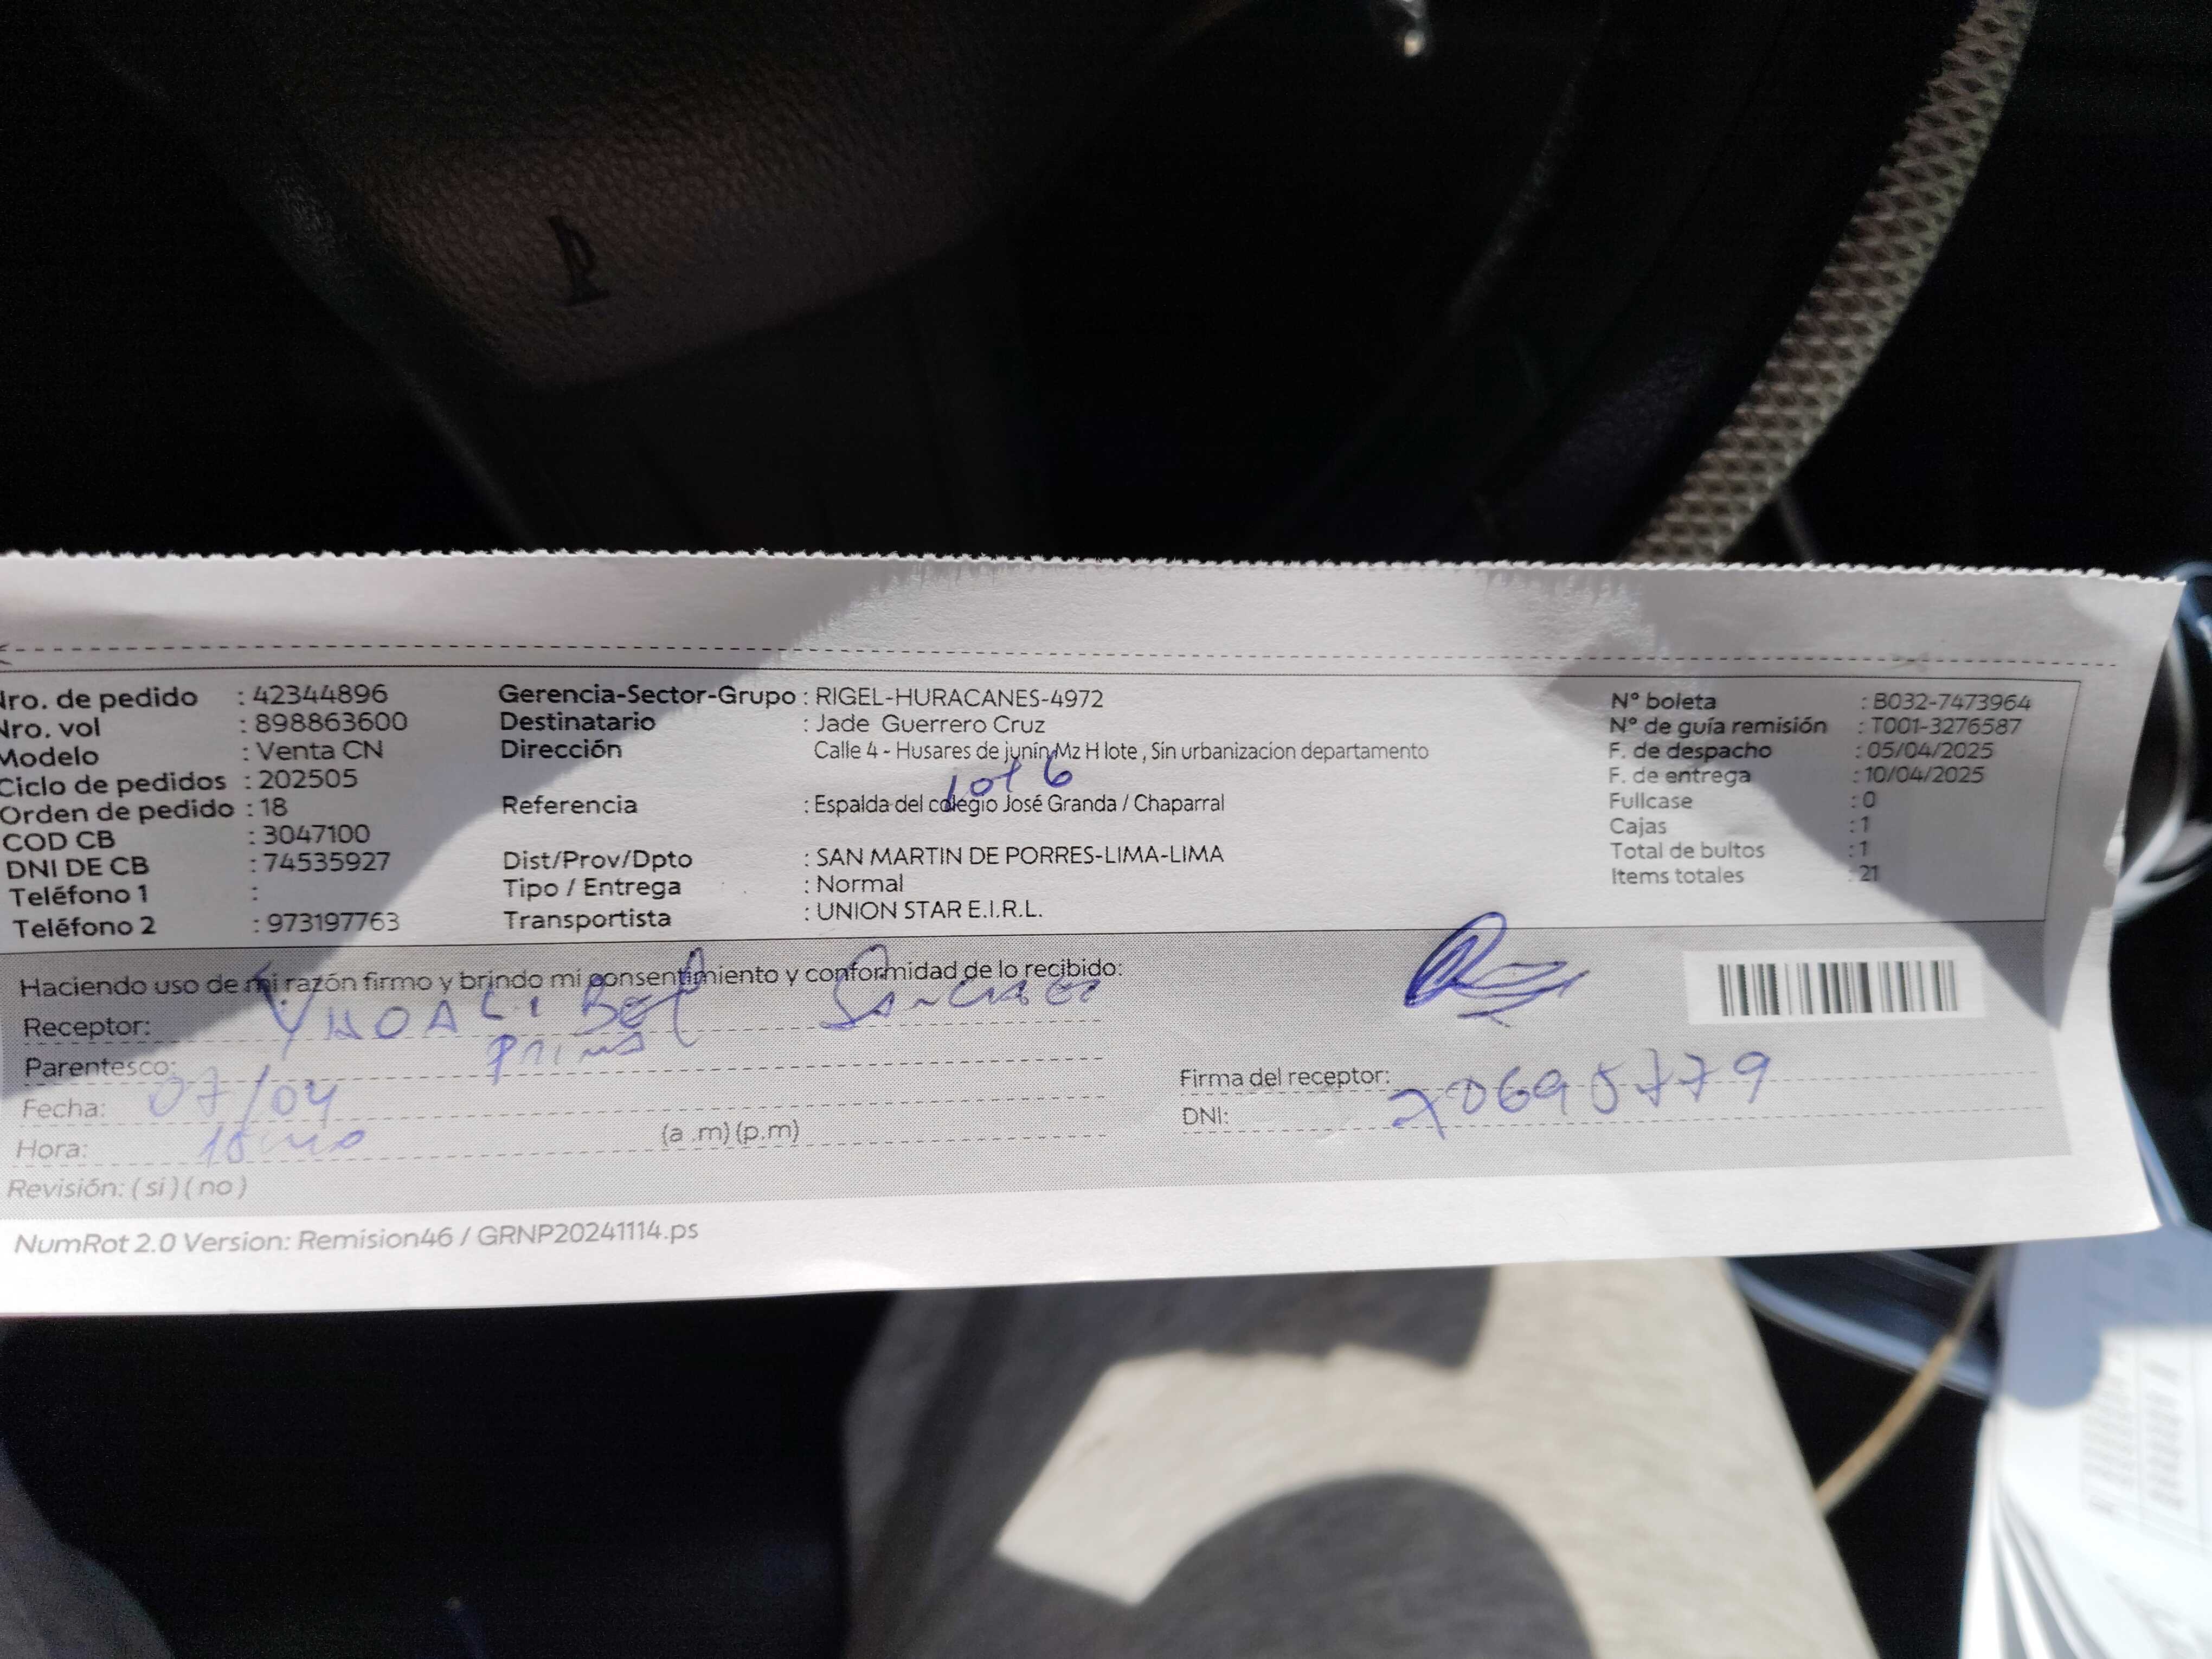 Nro. de pedido : 42344896
Nro. vol : 898863600
Modelo : Venta CN
Ciclo de pedidos : 202505
Orden de pedido : 18
COD CB : 3047100
DNI DE CB : 74535927
Teléfono 1 :
Teléfono 2 : 973197763
Gerencia-Sector-Grupo : RIGEL-HURACANES-4972
Destinatario : Jade Guerrero Cruz
Dirección Calle 4 - Husares de junín Mz H lote , Sin urbanizacion departamento
lot 6
Referencia : Espalda del colegio José Granda / Chaparral
Dist/Prov/Dpto : SAN MARTIN DE PORRES-LIMA-LIMA
Tipo / Entrega : Normal
Transportista : UNION STAR E.I.R.L.
N° boleta : B032-7473964
N° de guía remisión : T001-3276587
F. de despacho : 05/04/2025
F. de entrega : 10/04/2025
Fullcase : 0
Cajas : 1
Total de bultos : 1
Items totales : 21
Haciendo uso de mi razón firmo y brindo mi consentimiento y conformidad de lo recibido:
Receptor:
Parentesco: Prima
Fecha: 07/04
Hora: (a .m) (p.m)
Revisión: ( si ) ( no )
Firma del receptor:
DNI: 70695779
NumRot 2.0 Version: Remision46 / GRNP20241114.ps